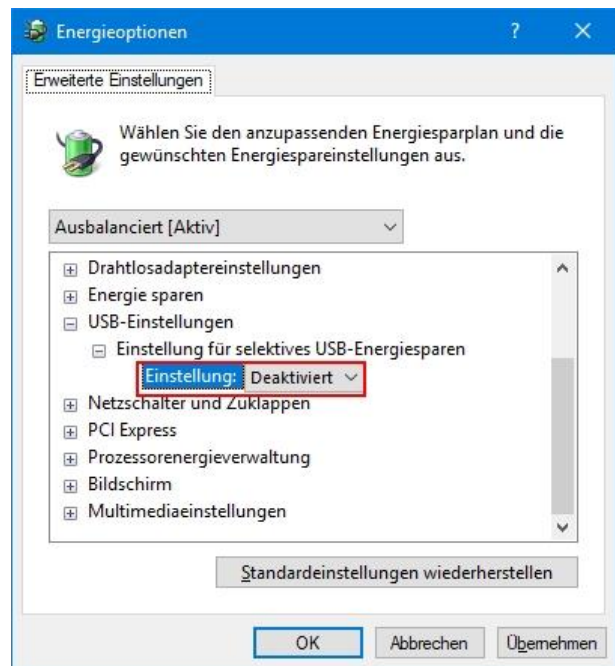 Energieoptionen
Erweiterte Einstellungen
Wählen Sie den anzupassenden Energiesparplan und die
gewünschten Energiespareinstellungen aus.
Ausbalanciert [Aktiv]
Drahtlosadaptereinstellungen
Energie sparen
USB-Einstellungen
Einstellung für selektives USB-Energiesparen
Einstellung: Deaktiviert
Netzschalter und Zuklappen
PCI Express
Prozessorenergieverwaltung
Bildschirm
Multimediaeinstellungen
Standardeinstellungen wiederherstellen
OK Abbrechen Übernehmen